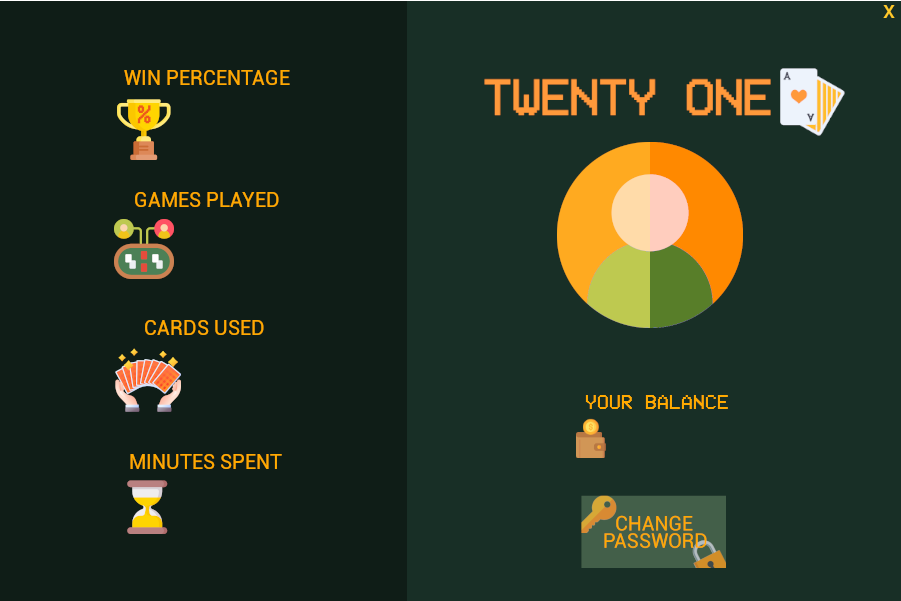 X
WIN PERCENTAGE
%
GAMES PLAYED
CARDS USED
MINUTES SPENT
TWENTY ONE
A
A
YOUR BALANCE
CHANGE
PASSWORD